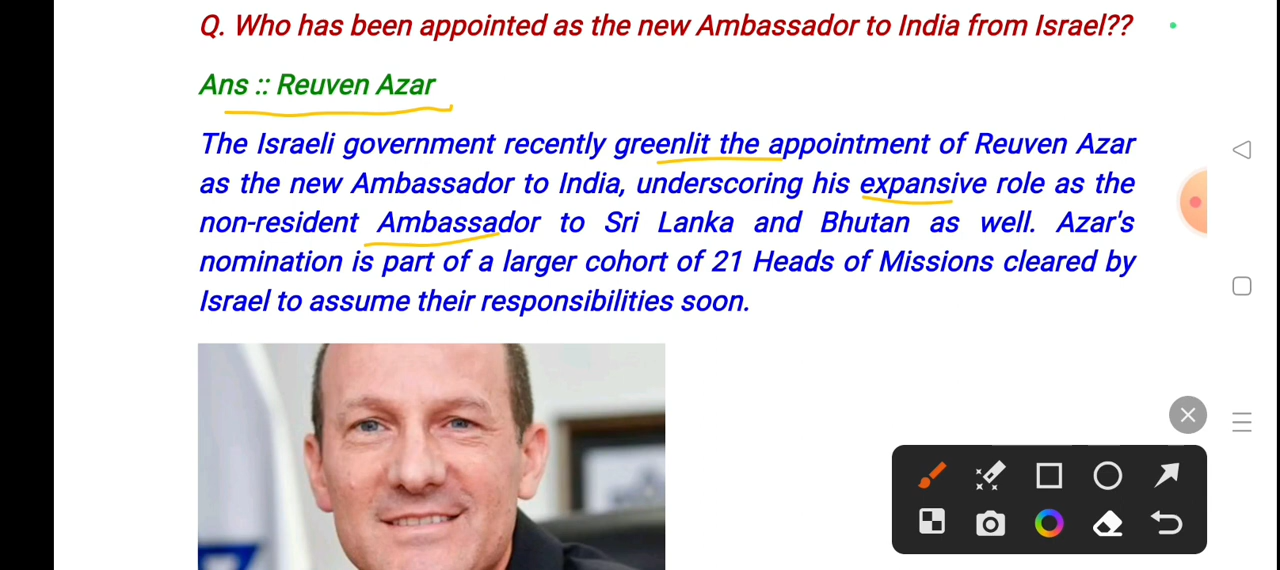 Q. Who has been appointed as the new Ambassador to India from Israel??
Ans :: Reuven Azar
The Israeli government recently greenlit the appointment of Reuven Azar
as the new Ambassador to India, underscoring his expansive role as the
non-resident Ambassador to Sri Lanka and Bhutan as well. Azar's
nomination is part of a larger cohort of 21 Heads of Missions cleared by
Israel to assume their responsibilities soon.